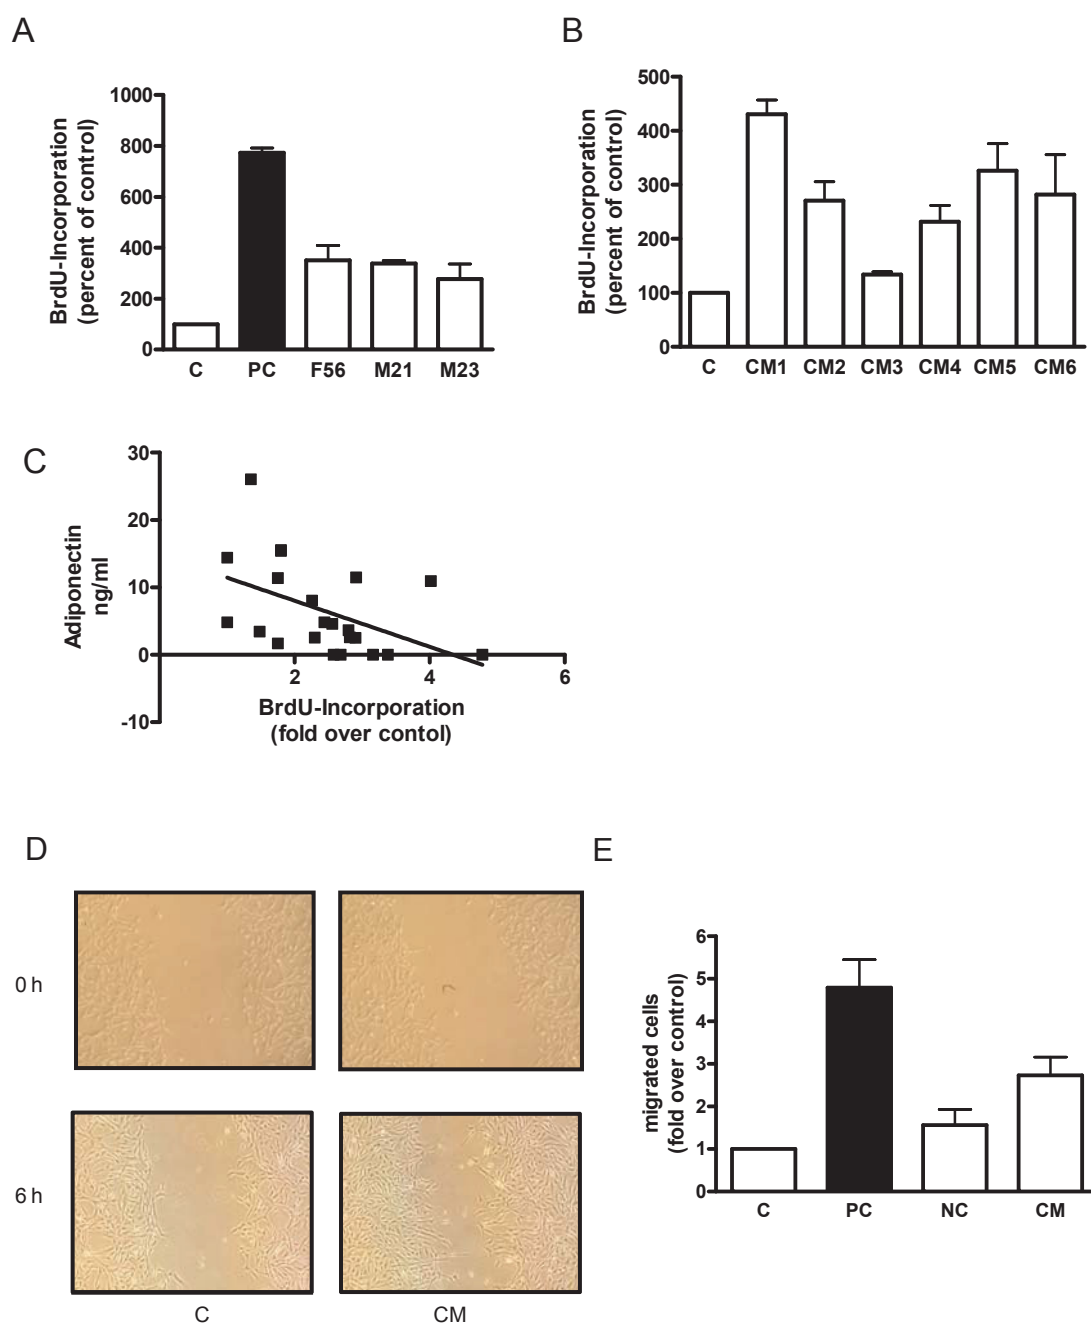 A
BrdU-Incorporation
(percent of control)
1000
800
600
400
200
0
C PC F56 M21 M23
B
BrdU-Incorporation
(percent of control)
500
400
300
200
100
0
C CM1 CM2 CM3 CM4 CM5 CM6
C
Adiponectin
ng/ml
30
20
10
0
-10
2 4 6
BrdU-Incorporation
(fold over contol)
D
0 h
6 h
C CM
E
migrated cells
(fold over control)
6
5
4
3
2
1
0
C PC NC CM